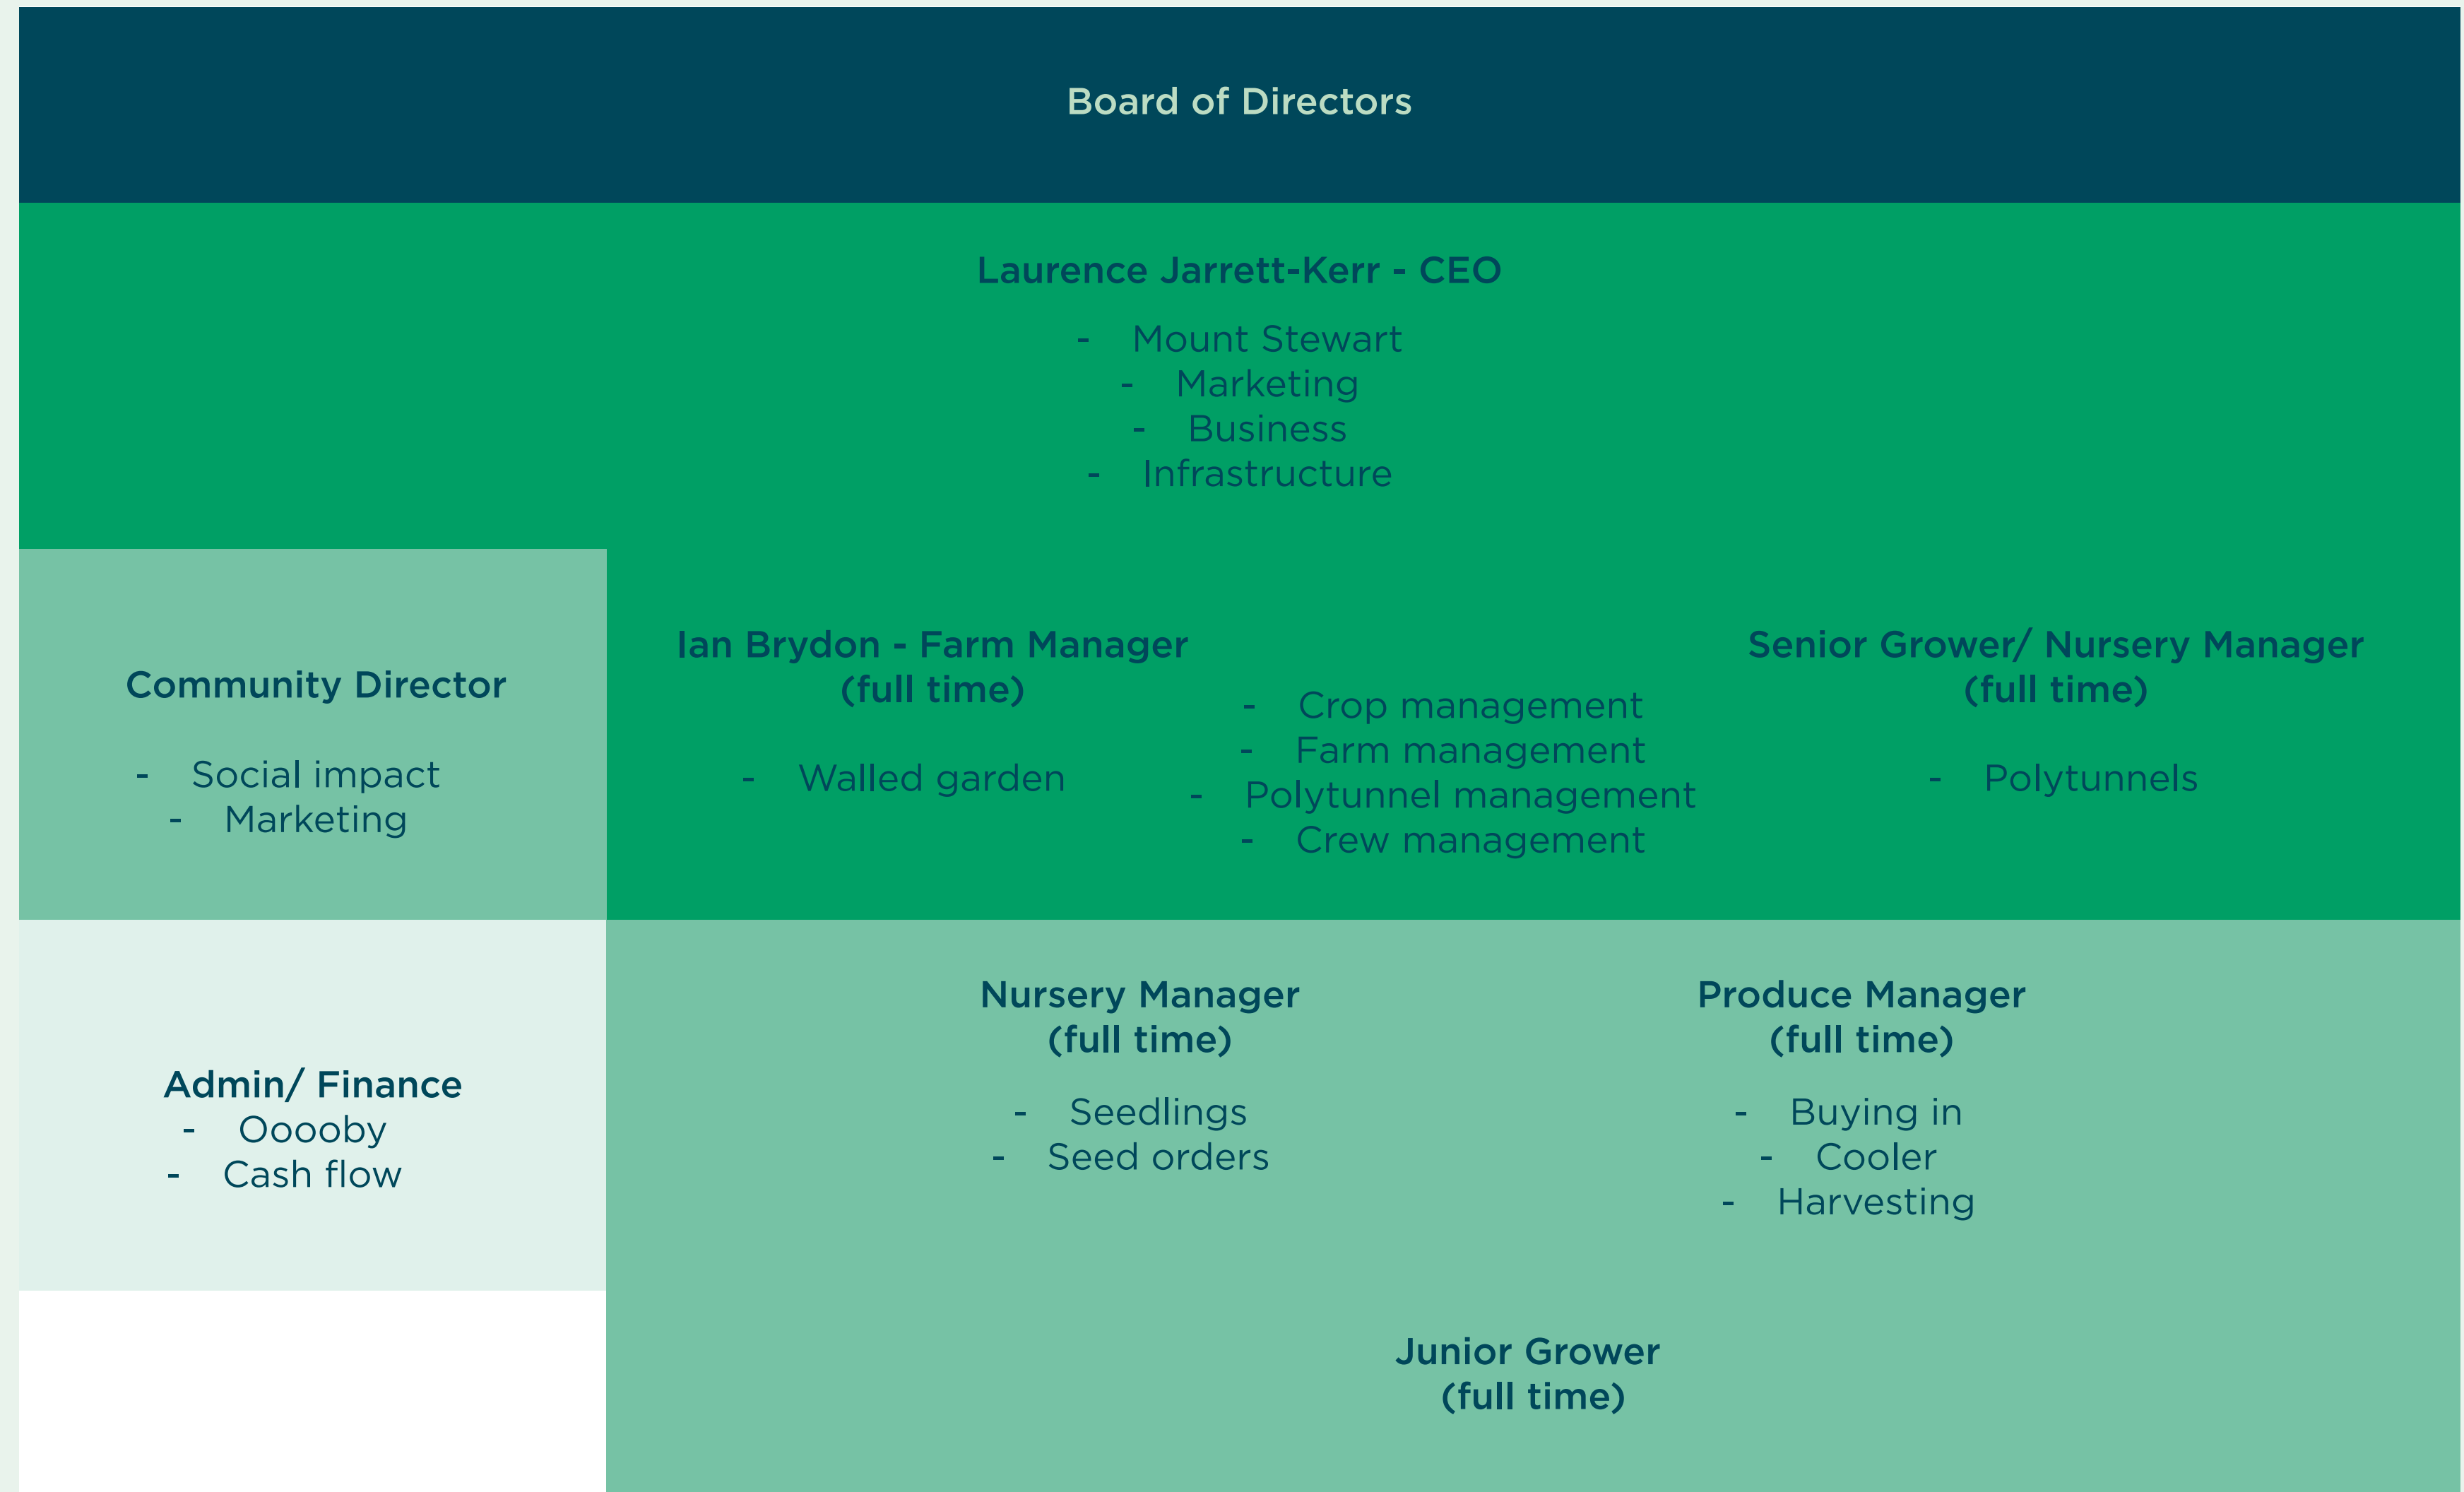 Board of Directors
Laurence Jarrett-Kerr - CEO
- Mount Stewart
- Marketing
- Business
- Infrastructure
Community Director
- Social impact
- Marketing
Ian Brydon - Farm Manager
(full time)
- Walled garden
- Crop management
- Farm management
- Polytunnel management
- Crew management
Senior Grower/ Nursery Manager
(full time)
- Polytunnels
Admin/ Finance
- Ooooby
- Cash flow
Nursery Manager
(full time)
- Seedlings
- Seed orders
Produce Manager
(full time)
- Buying in
- Cooler
- Harvesting
Junior Grower
(full time)